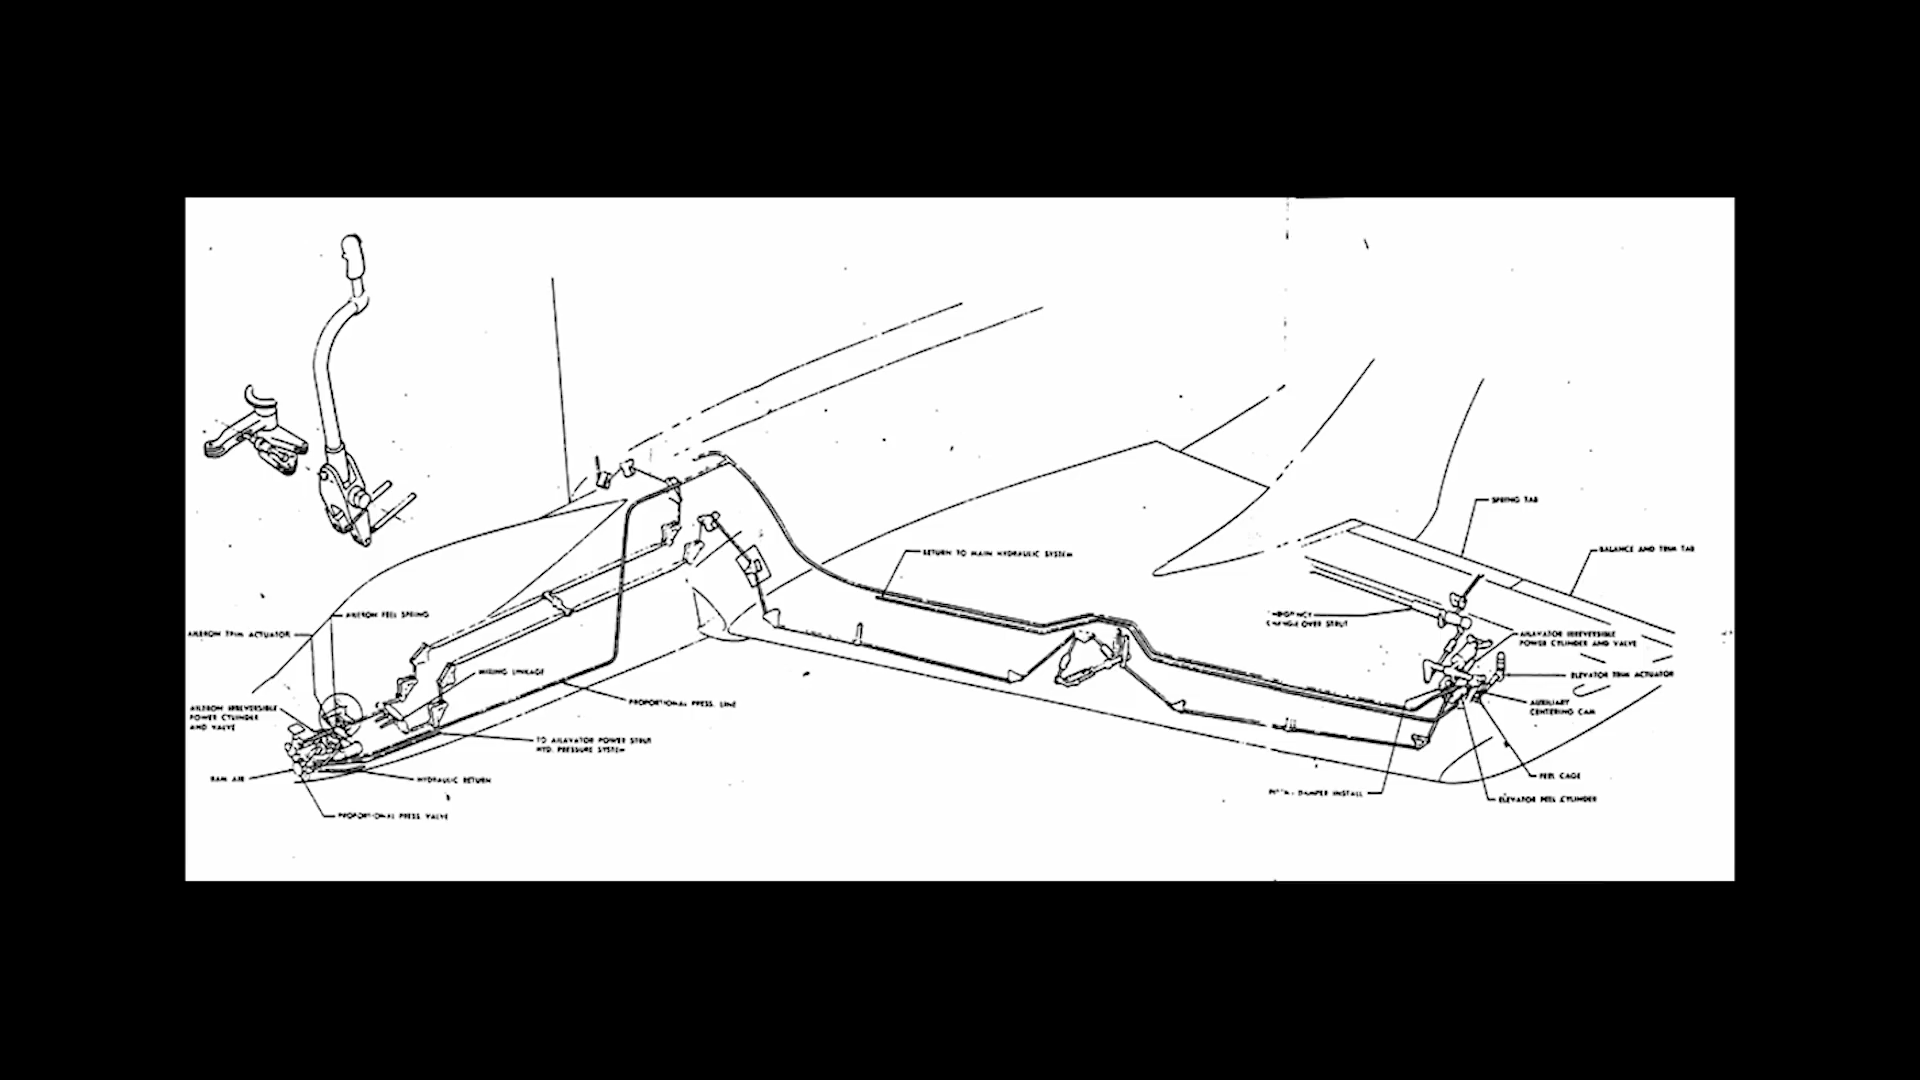 SPRING TAB
BALANCE AND TRIM TAB
RETURN TO MAIN HYDRAULIC SYSTEM
AILERON FEEL SPRING
AILERON TRIM ACTUATOR
CHANGE OVER STRUT
AILAVATOR IRREVERSIBLE
POWER CYLINDER AND VALVE
MIXING LINKAGE
ELEVATOR TRIM ACTUATOR
PROPORTIONAL PRESS. LINE
AILERON IRREVERSIBLE
POWER CYLINDER
AND VALVE
AUXILIARY
CENTERING CAM
TO AILAVATOR POWER STRUT
HYD. PRESSURE SYSTEM
RAM AIR
HYDRAULIC RETURN
FEEL CAGE
DAMPER INSTALL
ELEVATOR FEEL CYLINDER
PROPORTIONAL PRESS VALVE